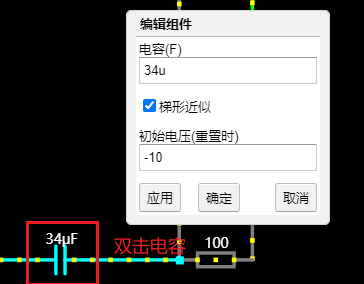 编辑组件
电容(F)
34u
梯形近似
初始电压(重置时)
-10
应用 确定 取消
34μF
双击电容
100